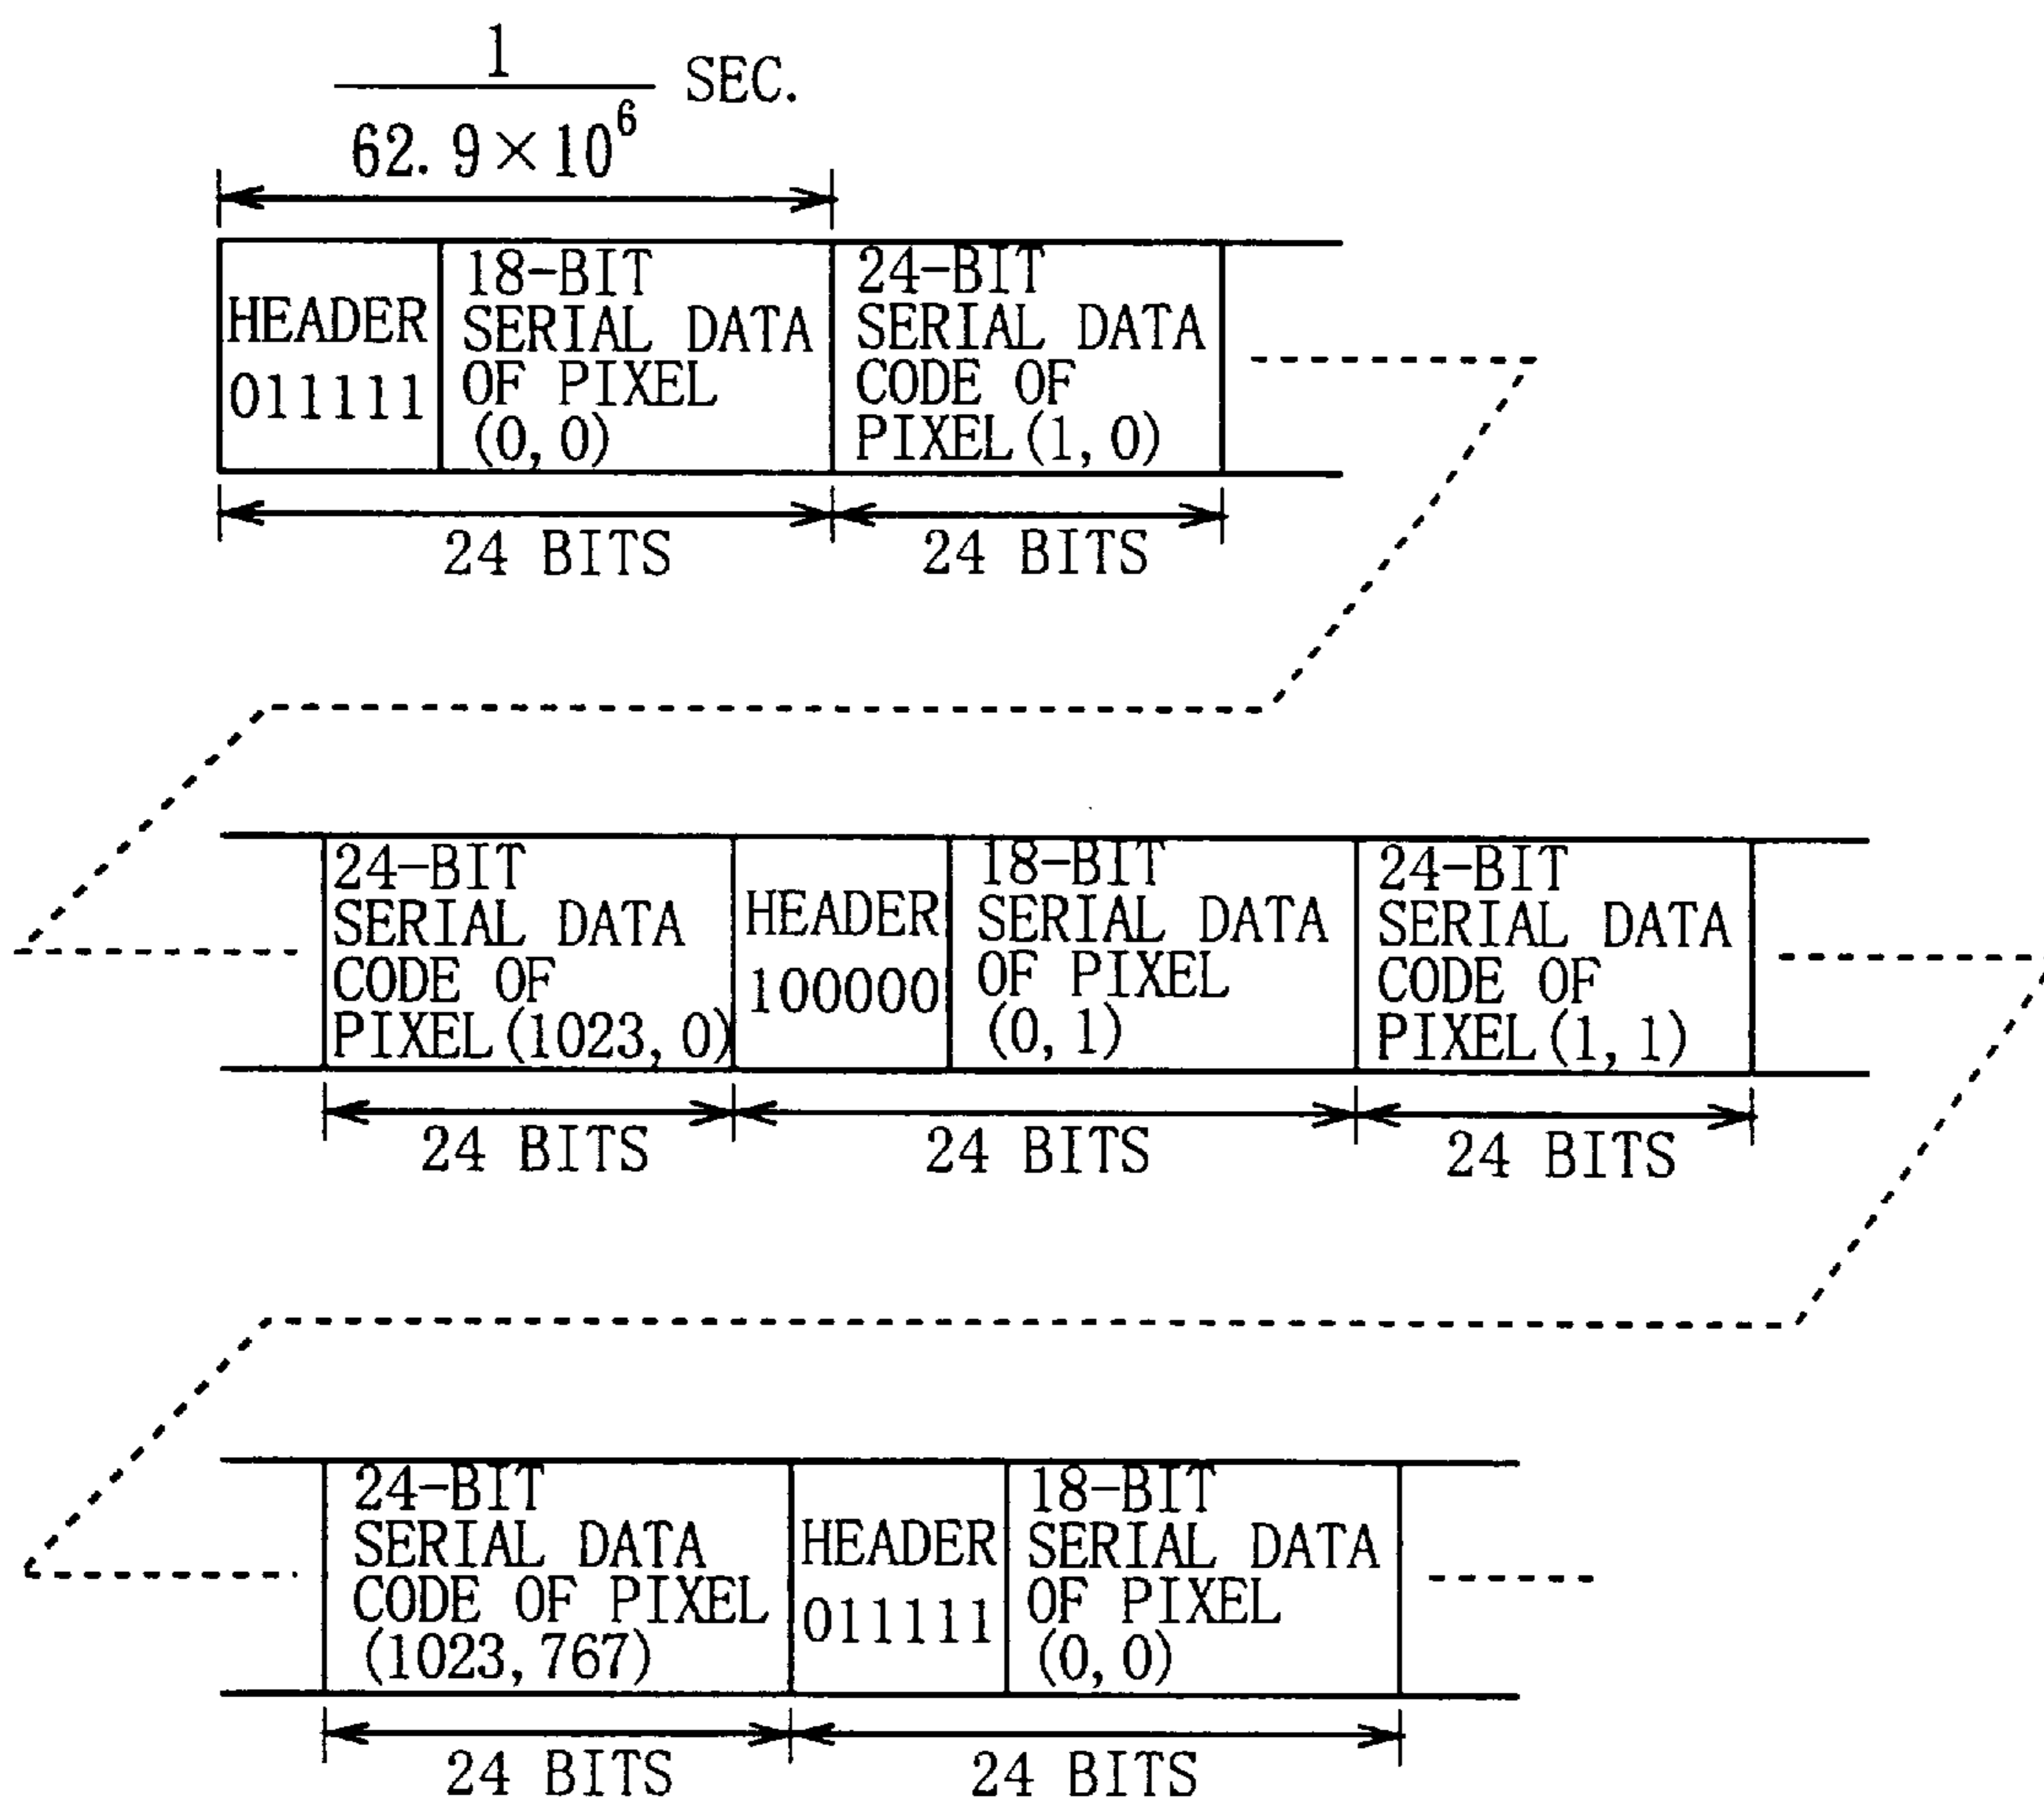 1
62.9×10⁶ SEC.
HEADER
011111
18-BIT
SERIAL DATA
OF PIXEL
(0,0)
24-BIT
SERIAL DATA
CODE OF
PIXEL(1,0)
24 BITS
24 BITS
24-BIT
SERIAL DATA
CODE OF
PIXEL(1023,0)
HEADER
100000
18-BIT
SERIAL DATA
OF PIXEL
(0,1)
24-BIT
SERIAL DATA
CODE OF
PIXEL(1,1)
24 BITS
24 BITS
24 BITS
24-BIT
SERIAL DATA
CODE OF PIXEL
(1023,767)
HEADER
011111
18-BIT
SERIAL DATA
OF PIXEL
(0,0)
24 BITS
24 BITS